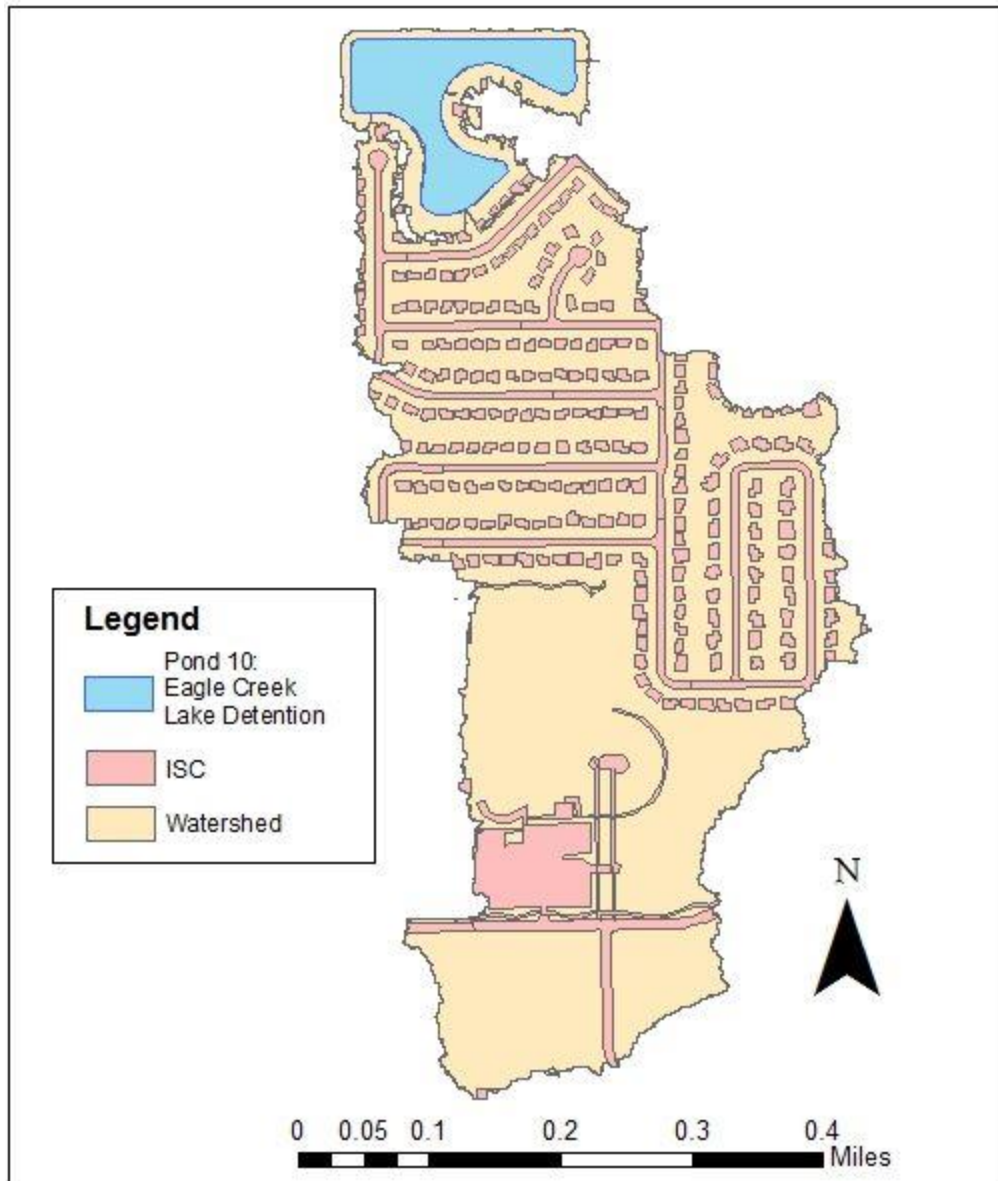 Legend
Pond 10:
Eagle Creek
Lake Detention
ISC
Watershed
N
0 0.05 0.1 0.2 0.3 0.4
Miles